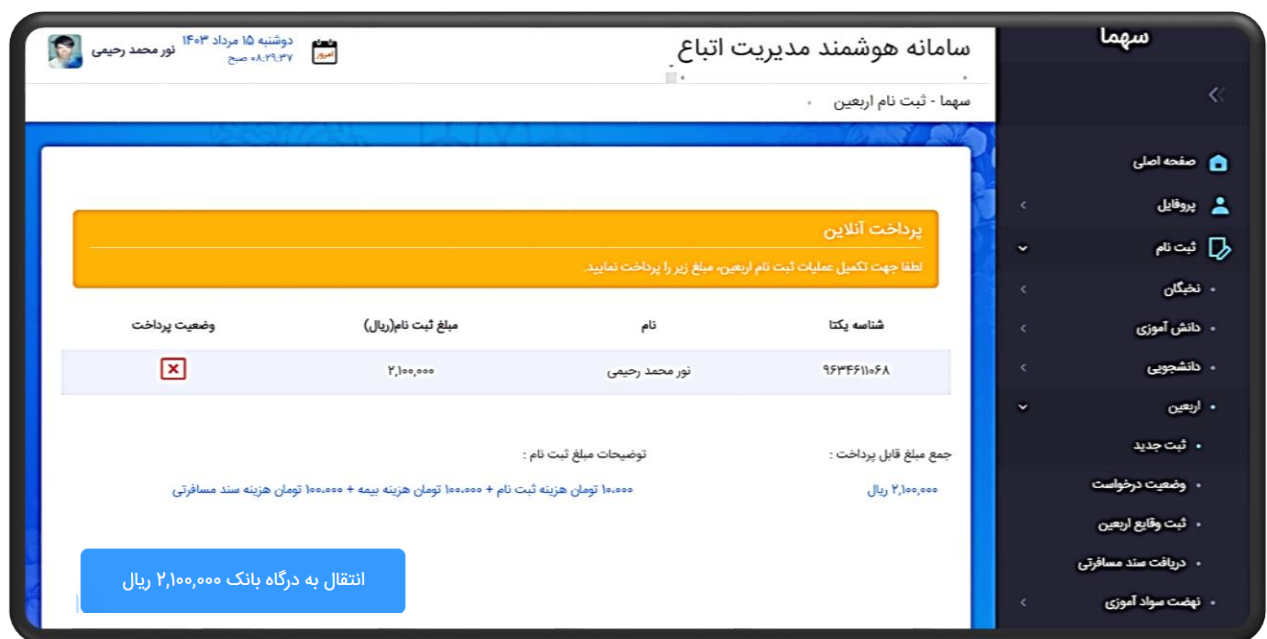 سهما
صفحه اصلی
پروفایل
ثبت نام
نخبگان
دانش آموزی
دانشجویی
اربعین
ثبت جدید
وضعیت درخواست
ثبت وقایع اربعین
دریافت سند مسافرتی
نهضت سواد آموزی
سامانه هوشمند مدیریت اتباع
امروز
دوشنبه ۱۵ مرداد ۱۴۰۳
۰۸:۲۹:۳۷ صبح
نور محمد رحیمی
سهما - ثبت نام اربعین
پرداخت آنلاین
لطفا جهت تکمیل عملیات ثبت نام اربعین، مبلغ زیر را پرداخت نمایید.
شناسه یکتا نام مبلغ ثبت نام(ریال) وضعیت پرداخت
۹۶۳۴۶۱۱۰۶۸ نور محمد رحیمی ۲,۱۰۰,۰۰۰
جمع مبلغ قابل پرداخت : توضیحات مبلغ ثبت نام :
۲,۱۰۰,۰۰۰ ریال ۱۰،۰۰۰ تومان هزینه ثبت نام + ۱۰۰،۰۰۰ تومان هزینه بیمه + ۱۰۰،۰۰۰ تومان هزینه سند مسافرتی
انتقال به درگاه بانک ۲,۱۰۰,۰۰۰ ریال